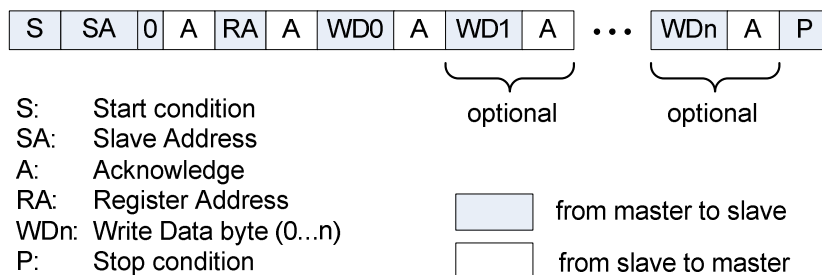 S SA 0 A RA A WD0 A WD1 A • • • WDn A P
optional optional
S: Start condition
SA: Slave Address
A: Acknowledge
RA: Register Address
WDn: Write Data byte (0...n)
P: Stop condition
from master to slave
from slave to master